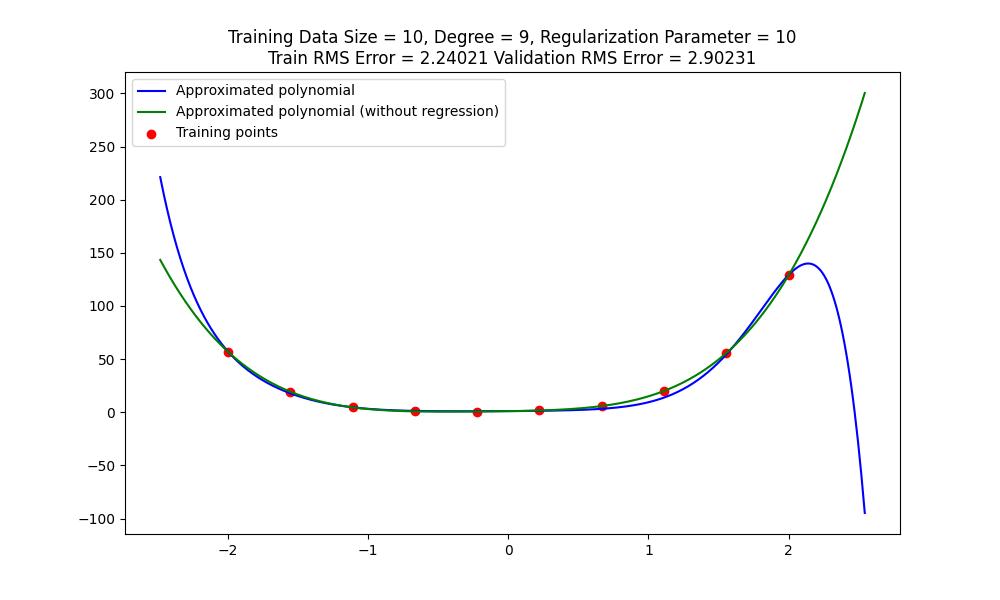 Training Data Size = 10, Degree = 9, Regularization Parameter = 10
Train RMS Error = 2.24021 Validation RMS Error = 2.90231
Approximated polynomial
Approximated polynomial (without regression)
Training points
300
250
200
150
100
50
0
−50
−100
−2
−1
0
1
2